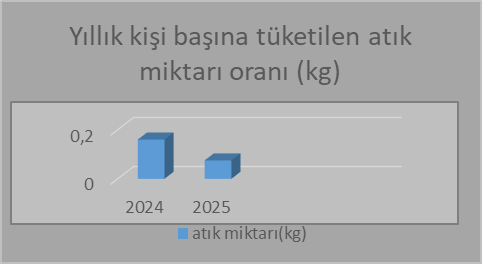 Yıllık kişi başına tüketilen atık
miktarı oranı (kg)
0,2
0
2024 2025
atık miktarı(kg)